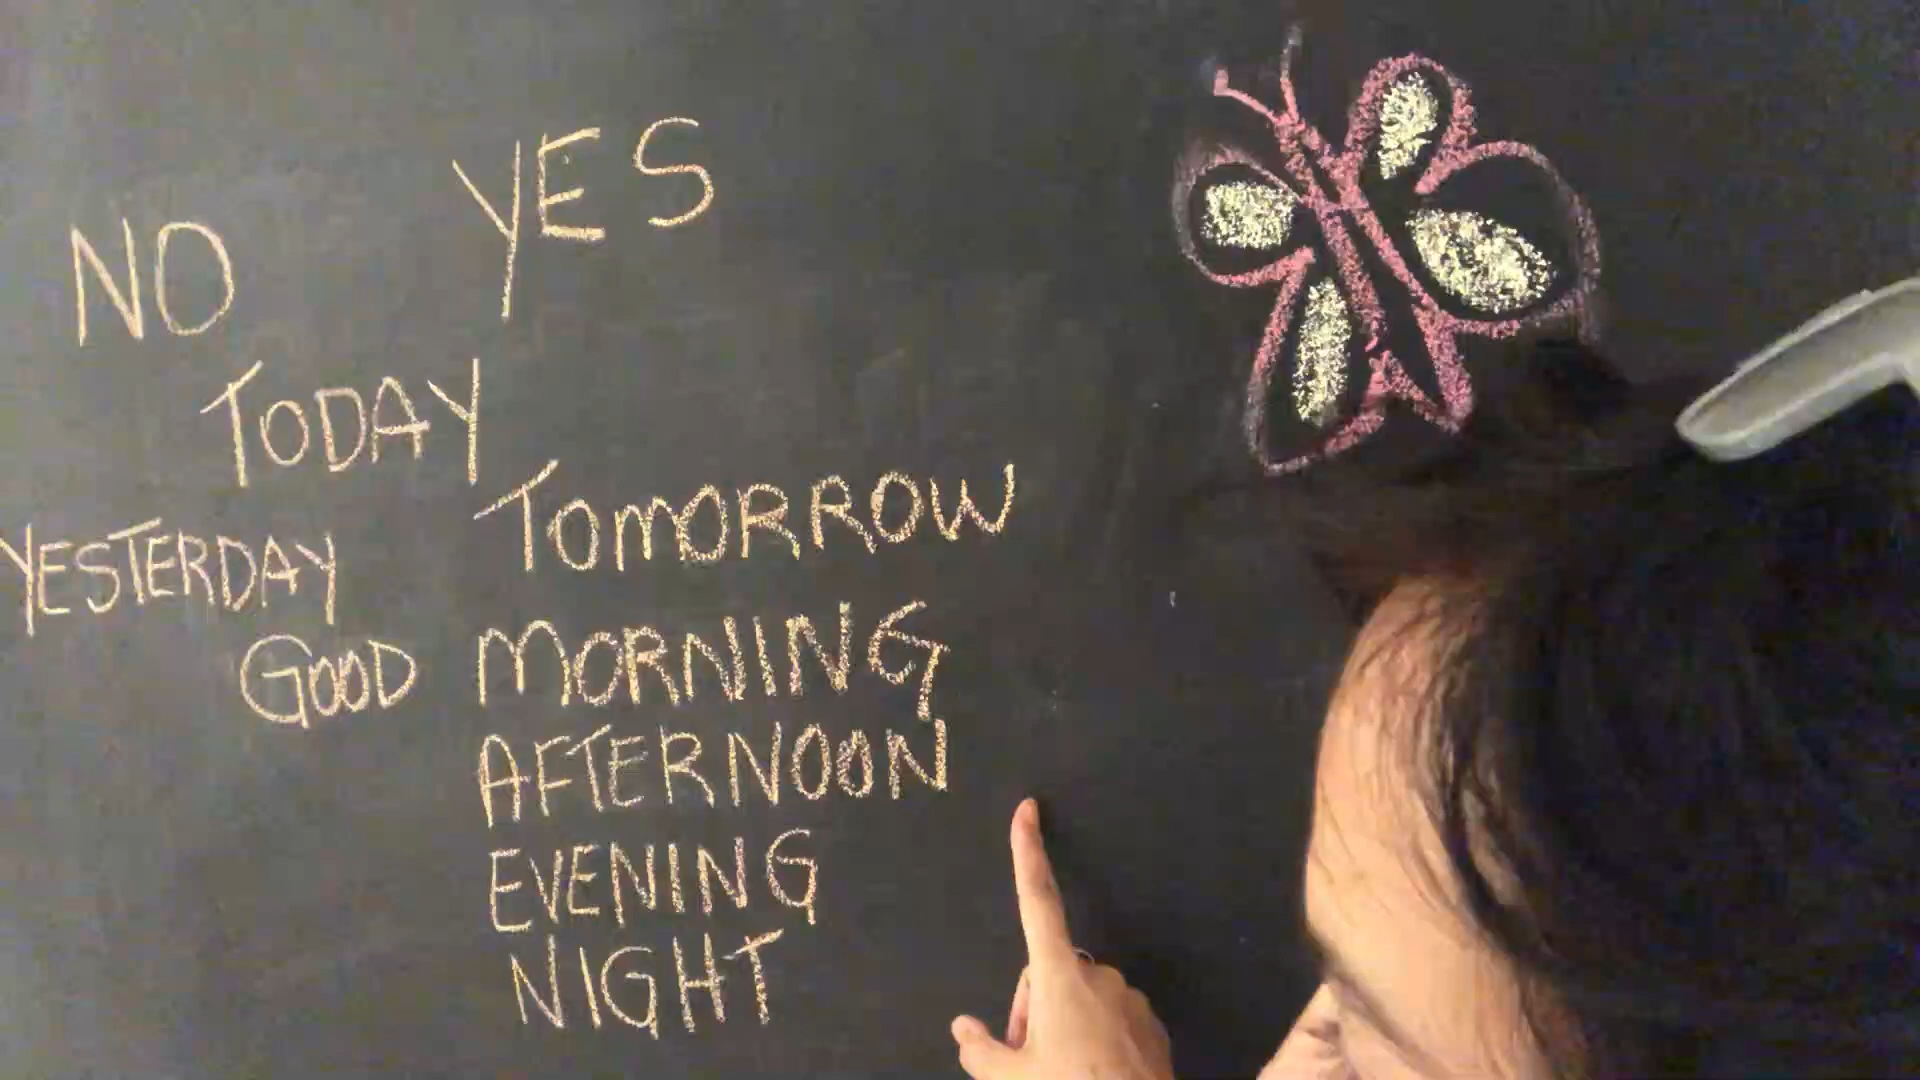 NO YES
TODAY
YESTERDAY TOMORROW
GOOD MORNING
AFTERNOON
EVENING
NIGHT